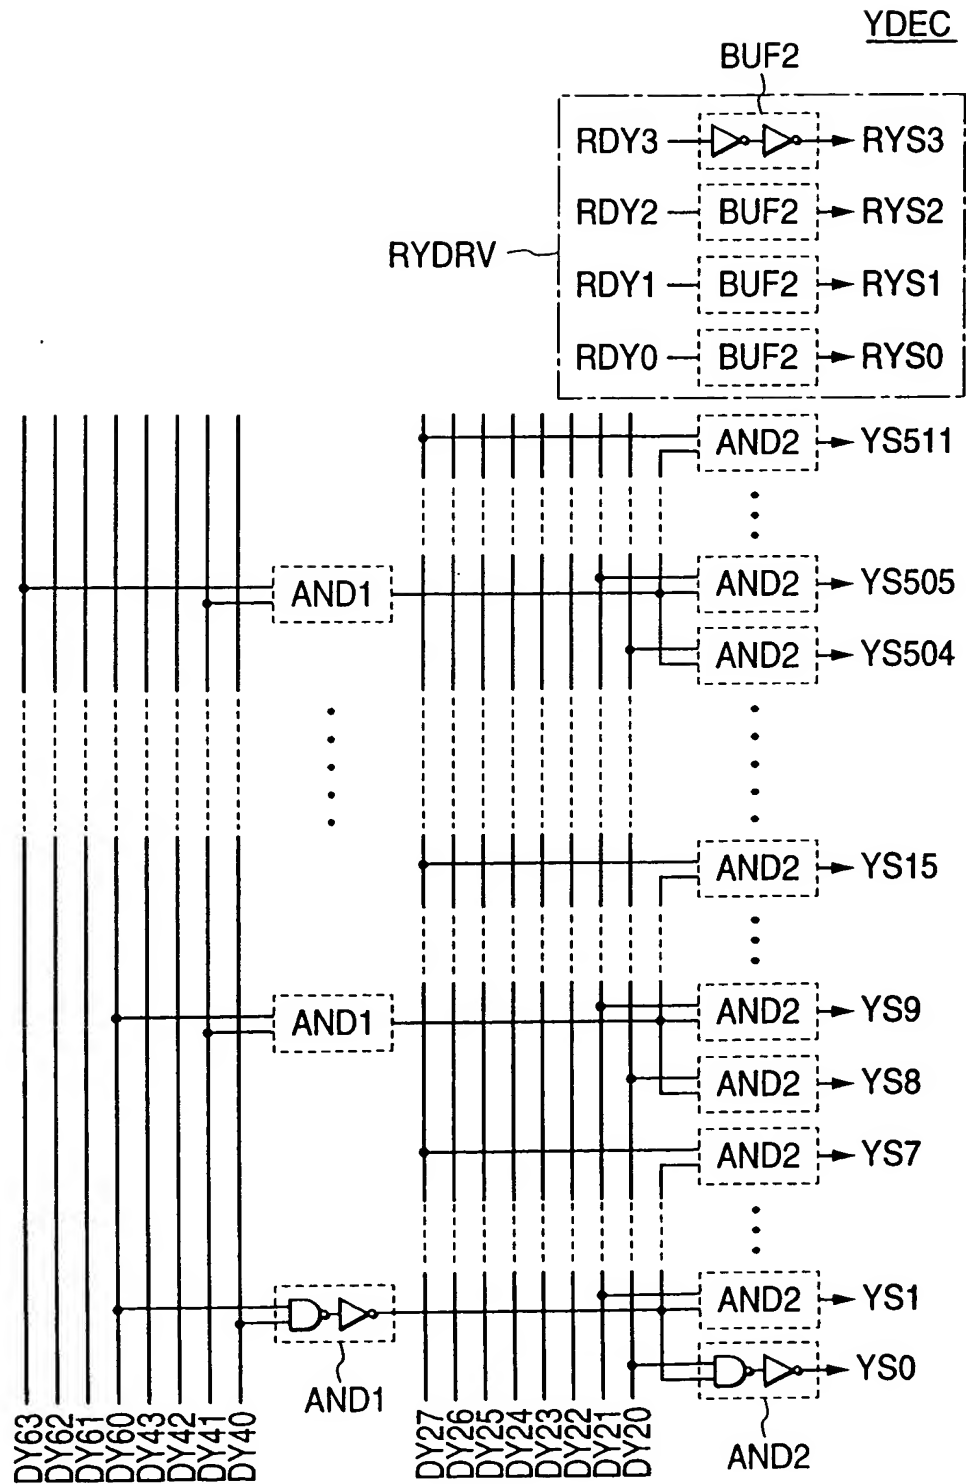 YDEC
BUF2
RDY3 RYS3
RDY2 BUF2 RYS2
RYDRV
RDY1 BUF2 RYS1
RDY0 BUF2 RYS0
AND2 YS511
AND1 AND2 YS505
AND2 YS504
AND2 YS15
AND1 AND2 YS9
AND2 YS8
AND2 YS7
AND2 YS1
YS0
AND1
AND2
DY63 DY62 DY61 DY60 DY43 DY42 DY41 DY40 DY27 DY26 DY25 DY24 DY23 DY22 DY21 DY20